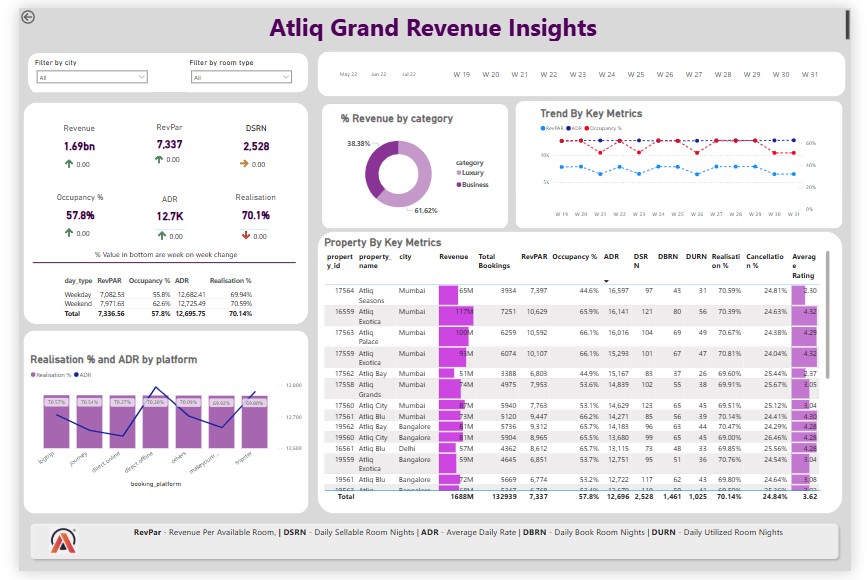 Atliq Grand Revenue Insights
Filter by city
All
Filter by room type
All
May 22 Jun 22 Jul 22 W 19 W 20 W 21 W 22 W 23 W 24 W 25 W 26 W 27 W 28 W 29 W 30 W 31
Revenue RevPar DSRN
1.69bn 7,337 2,528
0.00 0.00 0.00
Occupancy % ADR Realisation
57.8% 12.7K 70.1%
0.00 0.00 0.00
% Value in bottom are week on week change
day_type RevPAR Occupancy % ADR Realisation %
Weekday 7,082.53 55.8% 12,682.41 69.94%
Weekend 7,971.63 62.6% 12,725.49 70.59%
Total 7,336.56 57.8% 12,695.75 70.14%
% Revenue by category
38.38%
61.62%
category
Luxury
Business
Trend By Key Metrics
RevPAR ADR Occupancy %
10K
5K
60%
40%
20%
0%
W 19 W 20 W 21 W 22 W 23 W 24 W 25 W 26 W 27 W 28 W 29 W 30 W 31
Realisation % and ADR by platform
Realisation % ADR
12,800
12,700
12,600
70.57% 70.54% 70.27% 70.09%
logtrip journey direct online direct offline others tripster
booking_platform
Property By Key Metrics
property_id property_name city Revenue Total Bookings RevPAR Occupancy % ADR DSRN DBRN DURN Realisation % Cancellation % Average Rating
17564 Atliq Seasons Mumbai 65M 3934 7,397 44.6% 16,597 97 43 31 70.59% 24.81% 2.30
16559 Atliq Exotica Mumbai 117M 7251 10,629 65.9% 16,141 121 80 56 70.39% 24.63% 4.32
17563 Atliq Palace Mumbai 100M 6259 10,592 66.1% 16,016 104 69 49 70.67% 24.38% 4.29
17559 Atliq Exotica Mumbai 93M 6074 10,107 66.1% 15,293 101 67 47 70.81% 24.04% 4.32
17562 Atliq Bay Mumbai 51M 3388 6,803 44.9% 15,167 83 37 26 69.60% 25.44% 2.37
17558 Atliq Grands Mumbai 74M 4975 7,953 53.6% 14,839 102 55 38 69.91% 25.67% 3.05
17560 Atliq City Mumbai 87M 5940 7,763 53.1% 14,629 123 65 45 69.51% 25.12% 3.04
17561 Atliq Blu Mumbai 73M 5120 9,447 66.2% 14,271 85 56 39 70.14% 24.41% 4.30
19562 Atliq Bay Bangalore 81M 5736 9,312 65.7% 14,183 96 63 44 70.47% 24.29% 4.28
19560 Atliq City Bangalore 81M 5904 8,965 65.5% 13,680 99 65 45 69.00% 26.46% 4.28
16561 Atliq Blu Delhi 57M 4362 8,612 65.7% 13,115 73 48 33 69.85% 25.56% 4.28
19559 Atliq Exotica Bangalore 59M 4645 6,851 53.7% 12,751 95 51 36 70.76% 24.54% 3.04
19561 Atliq Blu Bangalore 72M 5669 6,774 53.2% 12,722 117 62 43 69.80% 24.64% 3.08
Total 1688M 132939 7,337 57.8% 12,696 2,528 1,461 1,025 70.14% 24.84% 3.62
RevPar - Revenue Per Available Room, | DSRN - Daily Sellable Room Nights | ADR - Average Daily Rate | DBRN - Daily Book Room Nights | DURN - Daily Utilized Room Nights